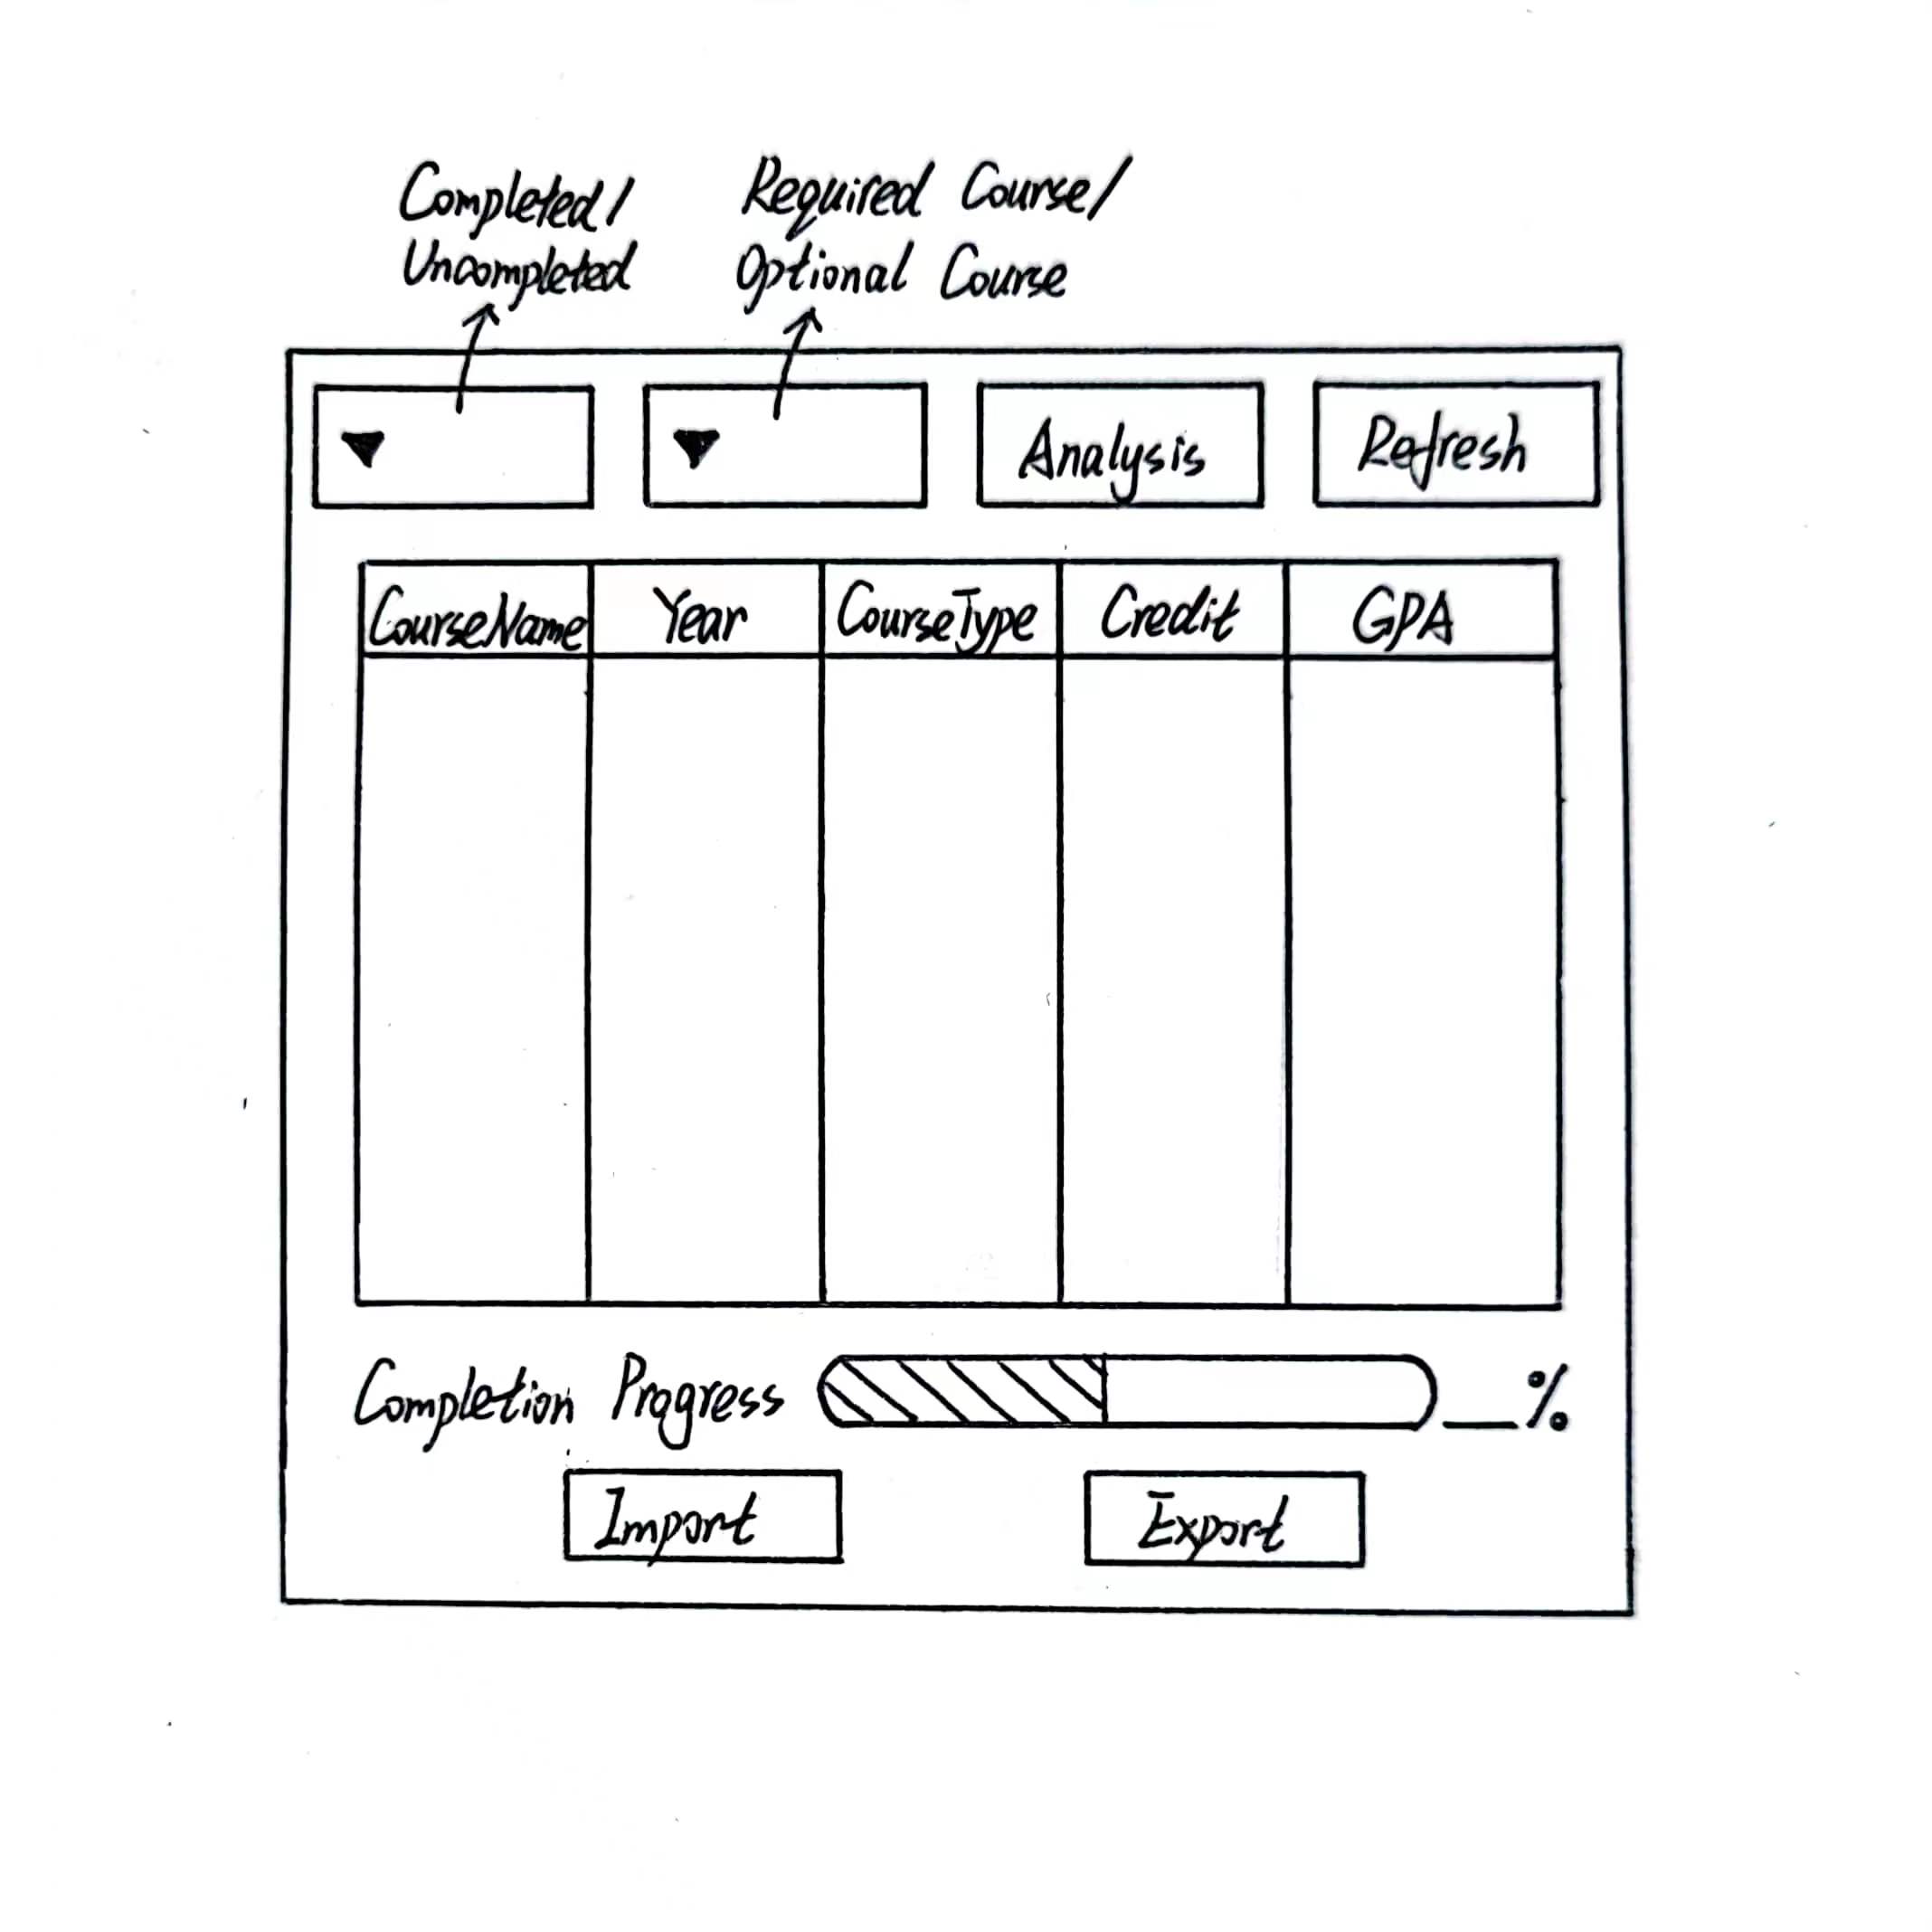 Completed/
Uncompleted
Required Course/
Optional Course
Analysis
Refresh
CourseName
Year
CourseType
Credit
GPA
Completion Progress
__%
Import
Export